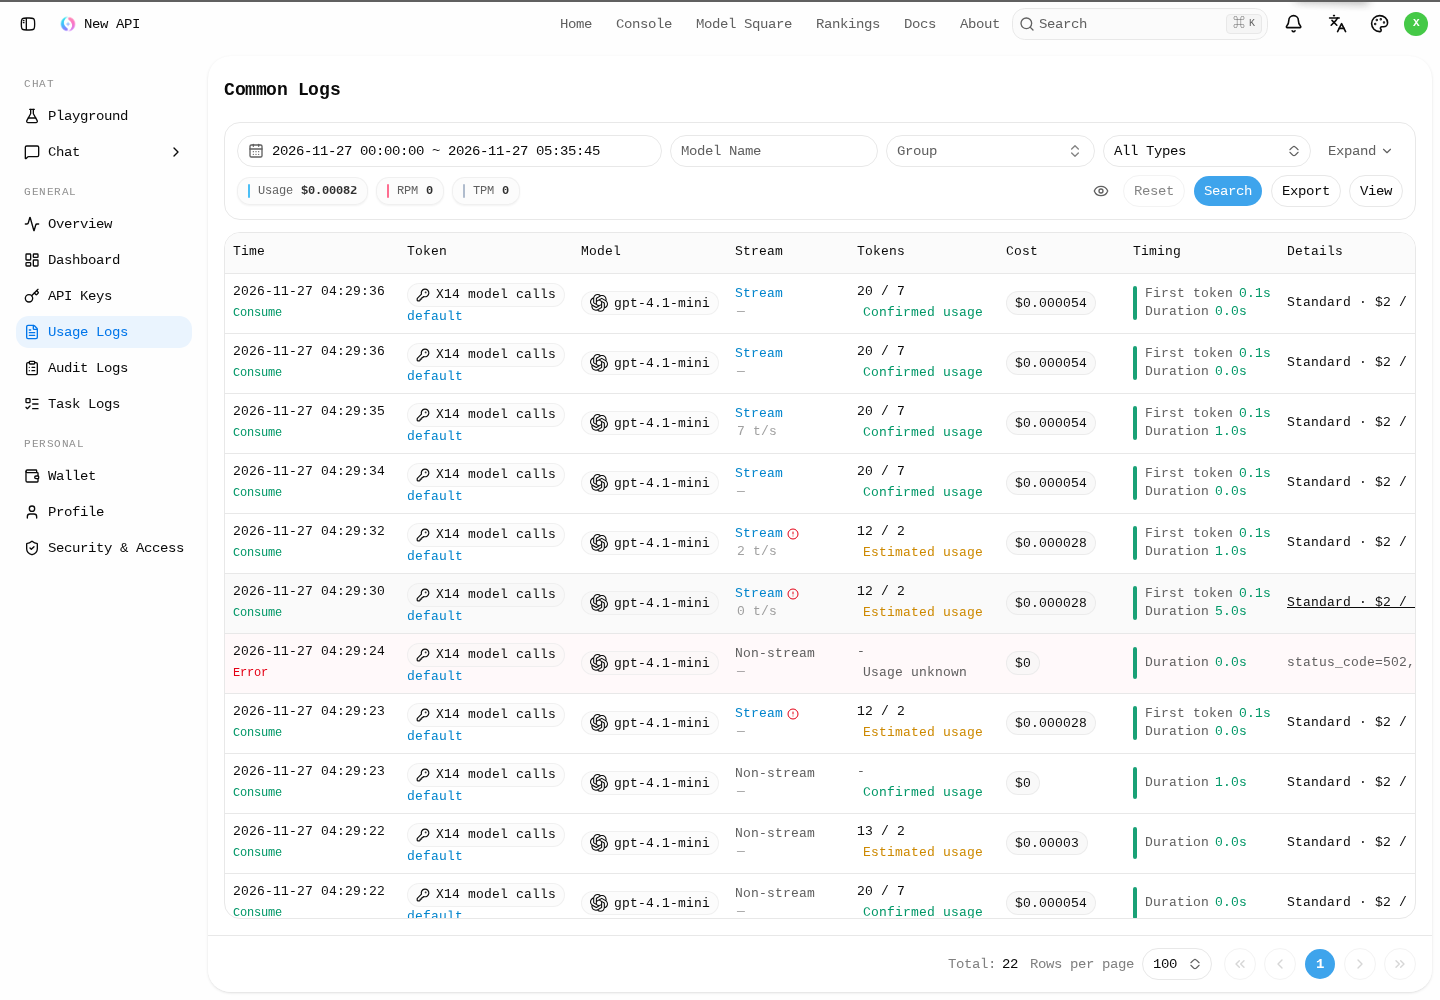 New API
Home
Console
Model Square
Rankings
Docs
About
Search
⌘ K
X
CHAT
Playground
Chat
GENERAL
Overview
Dashboard
API Keys
Usage Logs
Audit Logs
Task Logs
PERSONAL
Wallet
Profile
Security & Access
Common Logs
2026-11-27 00:00:00 ~ 2026-11-27 05:35:45
Model Name
Group
All Types
Expand
Usage $0.00082
RPM 0
TPM 0
Reset
Search
Export
View
Time Token Model Stream Tokens Cost Timing Details
2026-11-27 04:29:36 X14 model calls gpt-4.1-mini Stream 20 / 7 $0.000054 First token 0.1s Standard · $2 /
Consume default — Confirmed usage Duration 0.0s
2026-11-27 04:29:36 X14 model calls gpt-4.1-mini Stream 20 / 7 $0.000054 First token 0.1s Standard · $2 /
Consume default — Confirmed usage Duration 0.0s
2026-11-27 04:29:35 X14 model calls gpt-4.1-mini Stream 20 / 7 $0.000054 First token 0.1s Standard · $2 /
Consume default 7 t/s Confirmed usage Duration 1.0s
2026-11-27 04:29:34 X14 model calls gpt-4.1-mini Stream 20 / 7 $0.000054 First token 0.1s Standard · $2 /
Consume default — Confirmed usage Duration 0.0s
2026-11-27 04:29:32 X14 model calls gpt-4.1-mini Stream 12 / 2 $0.000028 First token 0.1s Standard · $2 /
Consume default 2 t/s Estimated usage Duration 1.0s
2026-11-27 04:29:30 X14 model calls gpt-4.1-mini Stream 12 / 2 $0.000028 First token 0.1s Standard · $2 /
Consume default 0 t/s Estimated usage Duration 5.0s
2026-11-27 04:29:24 X14 model calls gpt-4.1-mini Non-stream - $0 Duration 0.0s status_code=502,
Error default — Usage unknown
2026-11-27 04:29:23 X14 model calls gpt-4.1-mini Stream 12 / 2 $0.000028 First token 0.1s Standard · $2 /
Consume default — Estimated usage Duration 0.0s
2026-11-27 04:29:23 X14 model calls gpt-4.1-mini Non-stream - $0 Duration 1.0s Standard · $2 /
Consume default — Confirmed usage
2026-11-27 04:29:22 X14 model calls gpt-4.1-mini Non-stream 13 / 2 $0.00003 Duration 0.0s Standard · $2 /
Consume default — Estimated usage
2026-11-27 04:29:22 X14 model calls gpt-4.1-mini Non-stream 20 / 7 $0.000054 Duration 0.0s Standard · $2 /
Consume default — Confirmed usage
Total: 22 Rows per page 100 1